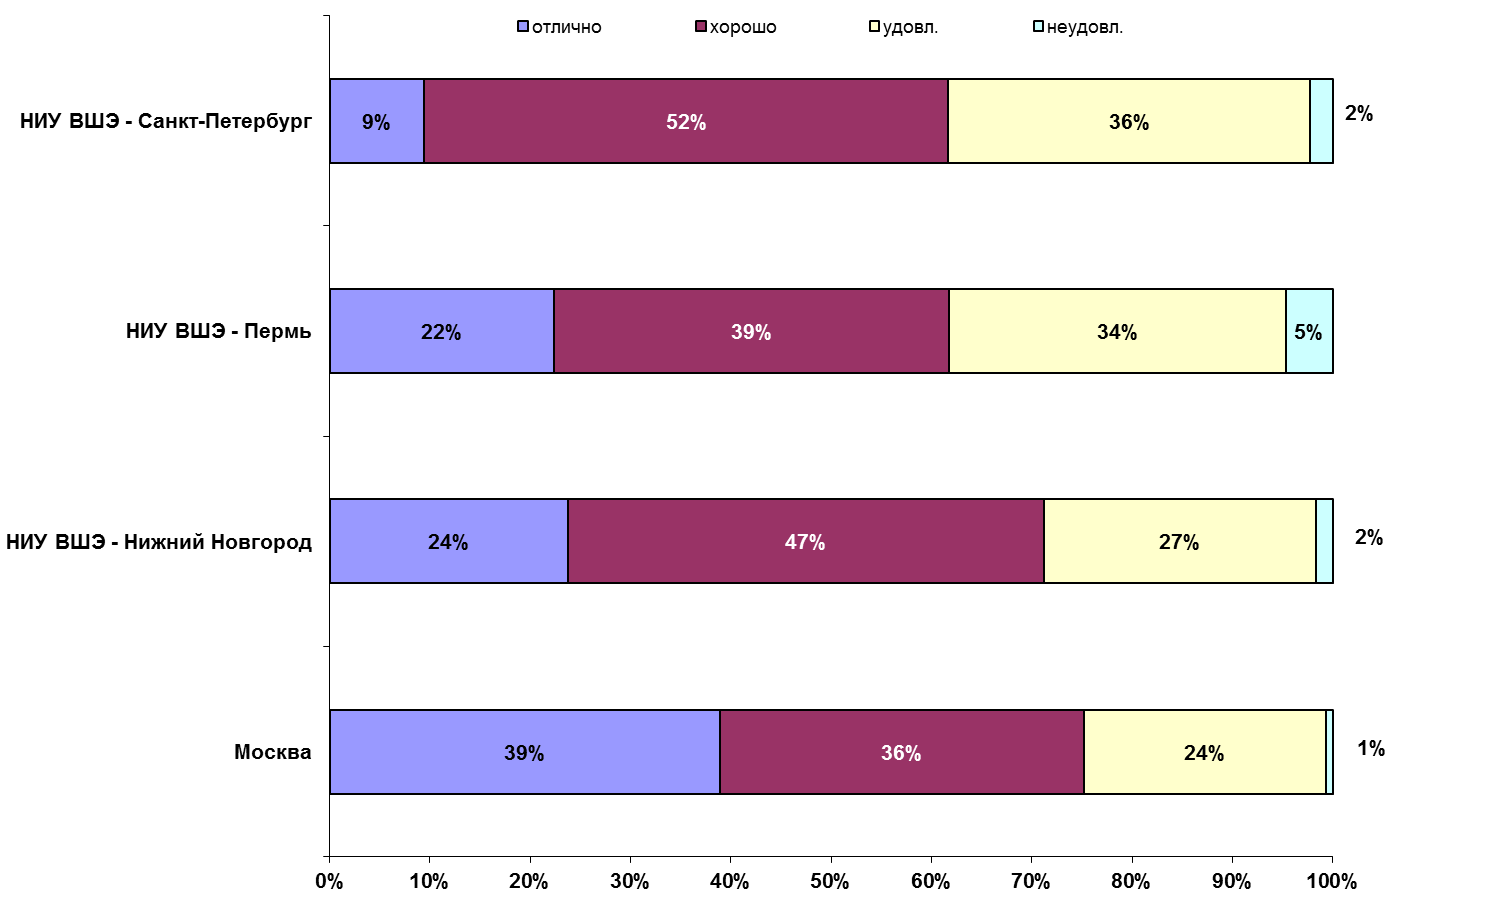 отлично хорошо удовл. неудовл.
НИУ ВШЭ - Санкт-Петербург 9% 52% 36% 2%
НИУ ВШЭ - Пермь 22% 39% 34% 5%
НИУ ВШЭ - Нижний Новгород 24% 47% 27% 2%
Москва 39% 36% 24% 1%
0% 10% 20% 30% 40% 50% 60% 70% 80% 90% 100%